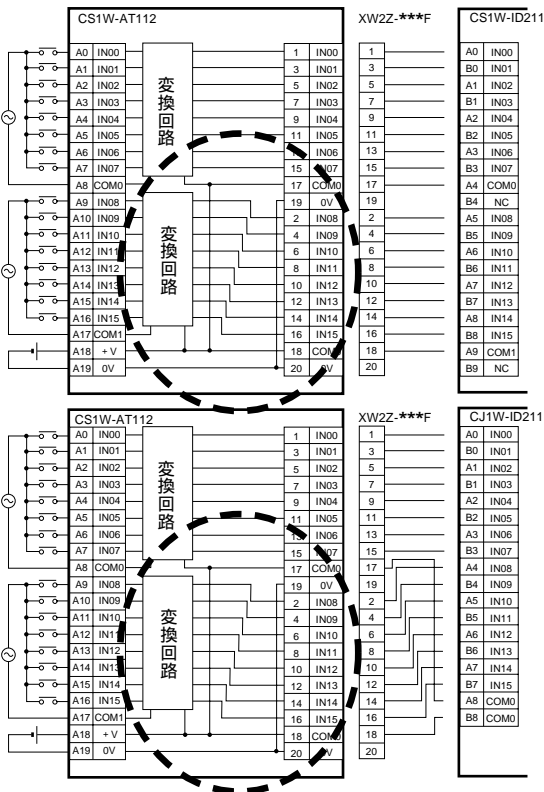 CS1W-AT112 XW2Z-***F CS1W-ID211
A0 IN00 1 IN00 1 A0 IN00
A1 IN01 3 IN01 3 B0 IN01
A2 IN02 5 IN02 5 A1 IN02
A3 IN03 7 IN03 7 B1 IN03
A4 IN04 9 IN04 9 A2 IN04
A5 IN05 11 IN05 11 B2 IN05
A6 IN06 IN06 13 A3 IN06
A7 IN07 15 IN07 15 B3 IN07
A8 COM0 17 COM0 17 A4 COM0
A9 IN08 19 0V 19 B4 NC
A10 IN09 2 IN08 2 A5 IN08
A11 IN10 4 IN09 4 B5 IN09
A12 IN11 6 IN10 6 A6 IN10
A13 IN12 8 IN11 8 B6 IN11
A14 IN13 10 IN12 10 A7 IN12
A15 IN14 12 IN13 12 B7 IN13
A16 IN15 14 IN14 14 A8 IN14
A17 COM1 16 IN15 16 B8 IN15
A18 + V 18 COM0 18 A9 COM1
A19 0V 20 0V 20 B9 NC
変換回路
変換回路
CS1W-AT112 XW2Z-***F CJ1W-ID211
A0 IN00 1 IN00 1 A0 IN00
A1 IN01 3 IN01 3 B0 IN01
A2 IN02 5 IN02 5 A1 IN02
A3 IN03 7 IN03 7 B1 IN03
A4 IN04 9 IN04 9 A2 IN04
A5 IN05 11 IN05 11 B2 IN05
A6 IN06 13 IN06 13 A3 IN06
A7 IN07 15 IN07 15 B3 IN07
A8 COM0 17 COM0 17 A4 IN08
A9 IN08 19 0V 19 B4 IN09
A10 IN09 2 IN08 2 A5 IN10
A11 IN10 4 IN09 4 B5 IN11
A12 IN11 6 IN10 6 A6 IN12
A13 IN12 8 IN11 8 B6 IN13
A14 IN13 10 IN12 10 A7 IN14
A15 IN14 12 IN13 12 B7 IN15
A16 IN15 14 IN14 14 A8 COM0
A17 COM1 16 IN15 16 B8 COM0
A18 + V 18 COM0 18
A19 0V 20 20
変換回路
変換回路